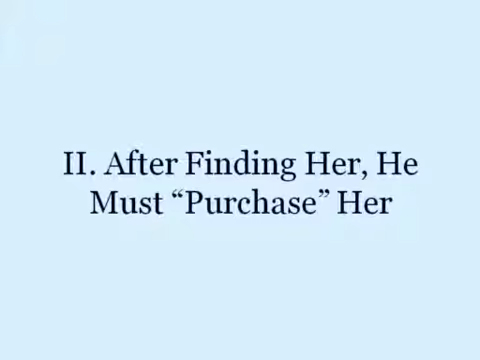 II. After Finding Her, He
Must “Purchase” Her